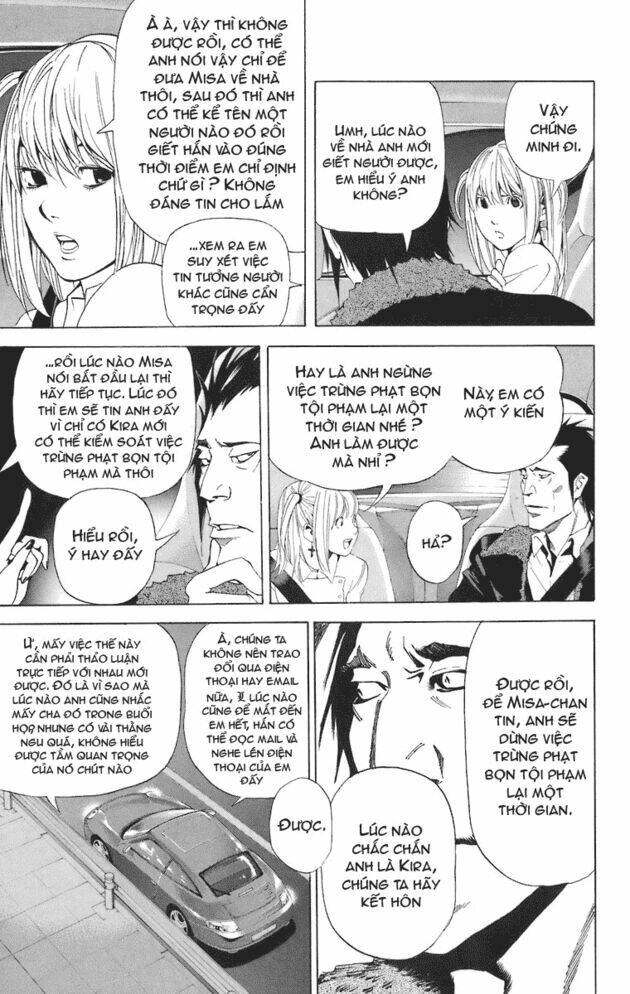 VẬY
CHỨNG
MINH ĐI.
UMH, LÚC NÀO
VỀ NHÀ ANH MỚI
GIẾT NGƯỜI ĐƯỢC,
EM HIỂU Ý ANH
KHÔNG?
À À, VẬY THÌ KHÔNG
ĐƯỢC RỒI, CÓ THỂ
ANH NÓI VẬY CHỈ ĐỂ
ĐƯA MISA VỀ NHÀ
THÔI, SAU ĐÓ THÌ ANH
CÓ THỂ KỂ TÊN MỘT
NGƯỜI NÀO ĐÓ RỒI
GIẾT HẮN VÀO ĐÚNG
THỜI ĐIỂM EM CHỈ ĐỊNH
CHỨ GÌ? KHÔNG
ĐÁNG TIN CHO LẮM
...XEM RA EM
SUY XÉT VIỆC
TIN TƯỞNG NGƯỜI
KHÁC CŨNG CẨN
TRỌNG ĐẤY
NÀY, EM CÓ
MỘT Ý KIẾN
HAY LÀ ANH NGỪNG
VIỆC TRỪNG PHẠT BỌN
TỘI PHẠM LẠI MỘT
THỜI GIAN NHÉ?
ANH LÀM ĐƯỢC
MÀ NHỈ?
HẢ?
...RỒI LÚC NÀO MISA
NÓI BẮT ĐẦU LẠI THÌ
HÃY TIẾP TỤC. LÚC ĐÓ
THÌ EM SẼ TIN ANH ĐẤY
VÌ CHỈ CÓ KIRA MỚI
CÓ THỂ KIỂM SOÁT VIỆC
TRỪNG PHẠT BỌN TỘI
PHẠM MÀ THÔI
HIỂU RỒI,
Ý HAY ĐẤY
ĐƯỢC RỒI,
ĐỂ MISA-CHAN
TIN, ANH SẼ
DỪNG VIỆC
TRỪNG PHẠT
BỌN TỘI PHẠM
LẠI MỘT
THỜI GIAN.
LÚC NÀO
CHẮC CHẮN
ANH LÀ KIRA,
CHÚNG TA HÃY
KẾT HÔN
ĐƯỢC.
À, CHÚNG TA
KHÔNG NÊN TRAO
ĐỔI QUA ĐIỆN
THOẠI HAY EMAIL
NỮA, L LÚC NÀO
CŨNG ĐỂ MẮT ĐẾN
EM HẾT, HẮN CÓ
THỂ ĐỌC MAIL VÀ
NGHE LÉN ĐIỆN
THOẠI CỦA EM
ĐẤY
Ừ, MẤY VIỆC THẾ NÀY
CẦN PHẢI THẢO LUẬN
TRỰC TIẾP VỚI NHAU MỚI
ĐƯỢC. ĐÓ LÀ VÌ SAO MÀ
LÚC NÀO ANH CŨNG NHẮC
MẤY CHA ĐÓ TRONG BUỔI
HỌP, NHƯNG CÓ VÀI THẰNG
NGU QUÁ, KHÔNG HIỂU
ĐƯỢC TẦM QUAN TRỌNG
CỦA NÓ CHÚT NÀO